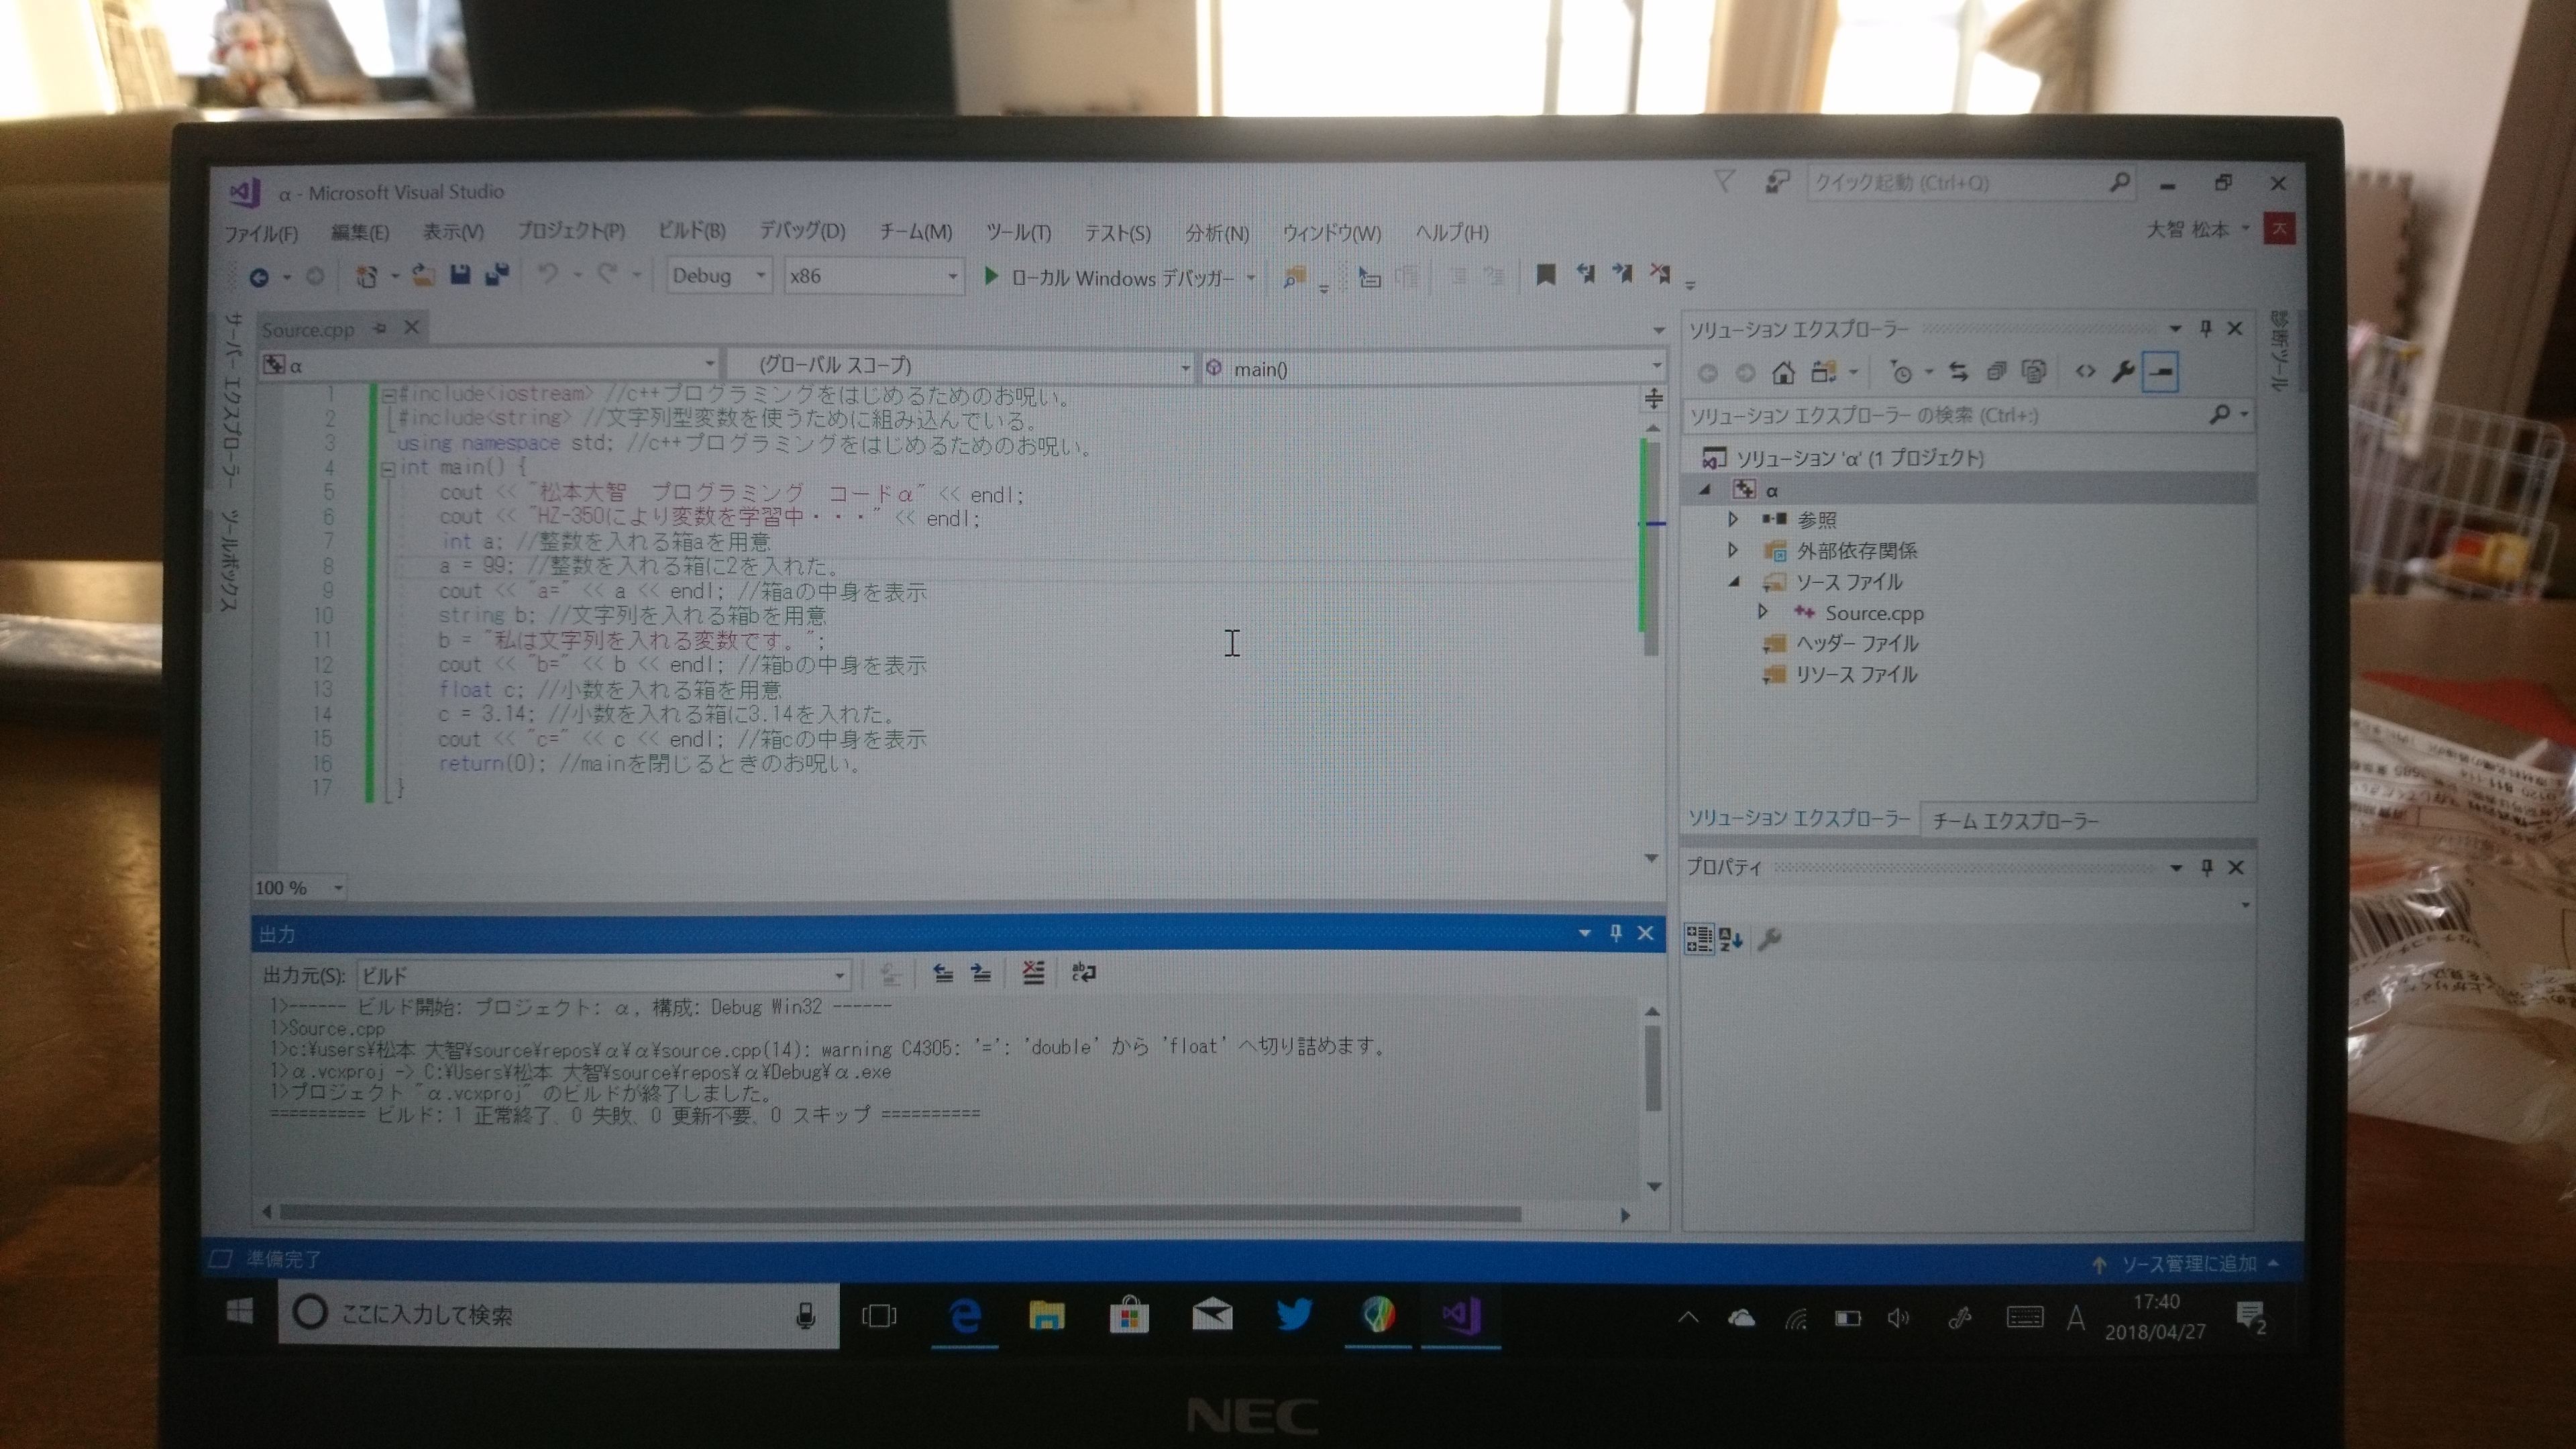 α - Microsoft Visual Studio
クイック起動 (Ctrl+Q)
ファイル(F) 編集(E) 表示(V) プロジェクト(P) ビルド(B) デバッグ(D) チーム(M) ツール(T) テスト(S) 分析(N) ウィンドウ(W) ヘルプ(H)
大智 松本
Debug x86 ローカル Windows デバッガー
サーバー エクスプローラー
ツールボックス
Source.cpp
α (グローバル スコープ) main()
1 #include<iostream> //c++プログラミングをはじめるためのお呪い。
2 #include<string> //文字列型変数を使うために組み込んでいる。
3 using namespace std; //c++プログラミングをはじめるためのお呪い。
4 int main() {
5 cout << "松本大智　プログラミング　コードα" << endl;
6 cout << "HZ-350により変数を学習中・・・" << endl;
7 int a; //整数を入れる箱aを用意
8 a = 99; //整数を入れる箱に2を入れた。
9 cout << "a=" << a << endl; //箱aの中身を表示
10 string b; //文字列を入れる箱bを用意
11 b = "私は文字列を入れる変数です。";
12 cout << "b=" << b << endl; //箱bの中身を表示
13 float c; //小数を入れる箱を用意
14 c = 3.14; //小数を入れる箱に3.14を入れた。
15 cout << "c=" << c << endl; //箱cの中身を表示
16 return(0); //mainを閉じるときのお呪い。
17 }
100 %
ソリューション エクスプローラー
ソリューション エクスプローラー の検索 (Ctrl+:)
ソリューション 'α' (1 プロジェクト)
α
参照
外部依存関係
ソース ファイル
Source.cpp
ヘッダー ファイル
リソース ファイル
ソリューション エクスプローラー チーム エクスプローラー
プロパティ
診断ツール
出力
出力元(S): ビルド
1>------ ビルド開始: プロジェクト: α, 構成: Debug Win32 ------
1>Source.cpp
1>c:¥users¥松本 大智¥source¥repos¥α¥α¥source.cpp(14): warning C4305: '=': 'double' から 'float' へ切り詰めます。
1>α.vcxproj -> C:¥Users¥松本 大智¥source¥repos¥α¥Debug¥α.exe
1>プロジェクト "α.vcxproj" のビルドが終了しました。
========== ビルド: 1 正常終了、0 失敗、0 更新不要、0 スキップ ==========
準備完了
ソース管理に追加
ここに入力して検索
A
17:40
2018/04/27
2
NEC